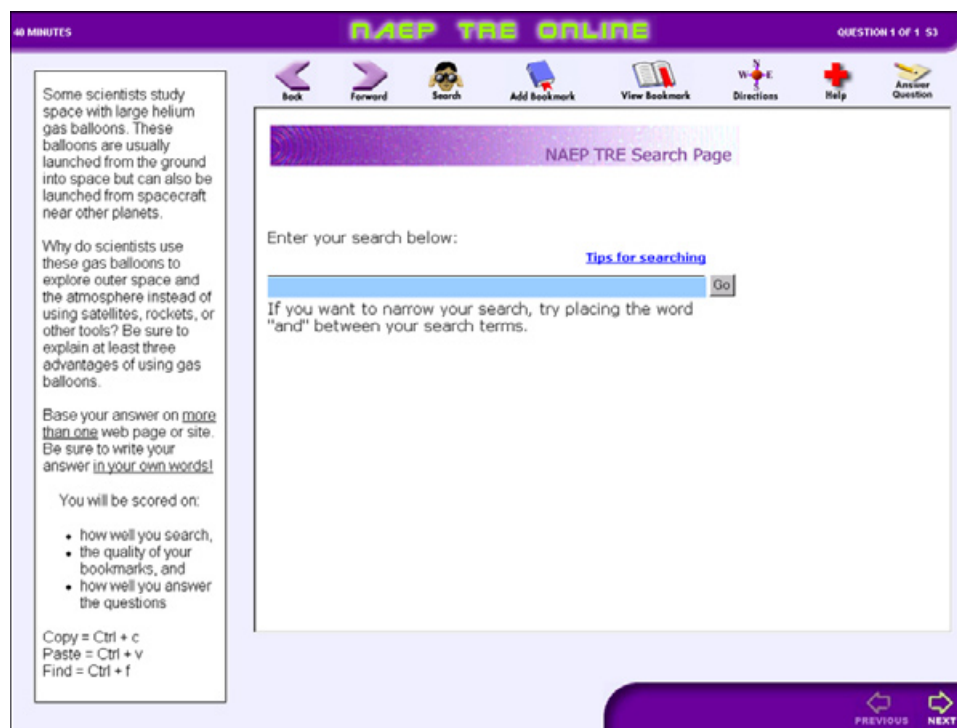 40 MINUTES
NAEP TRE ONLINE
QUESTION 1 OF 1 S3
Some scientists study
space with large helium
gas balloons. These
balloons are usually
launched from the ground
into space but can also be
launched from spacecraft
near other planets.
Why do scientists use
these gas balloons to
explore outer space and
the atmosphere instead of
using satellites, rockets, or
other tools? Be sure to
explain at least three
advantages of using gas
balloons.
Base your answer on more
than one web page or site.
Be sure to write your
answer in your own words!
You will be scored on:
• how well you search,
• the quality of your
bookmarks, and
• how well you answer
the questions
Copy = Ctrl + c
Paste = Ctrl + v
Find = Ctrl + f
Back
Forward
Search
Add Bookmark
View Bookmark
N
W E
S
Directions
Help
Answer
Question
NAEP TRE Search Page
Enter your search below:
Tips for searching
Go
If you want to narrow your search, try placing the word
"and" between your search terms.
PREVIOUS
NEXT